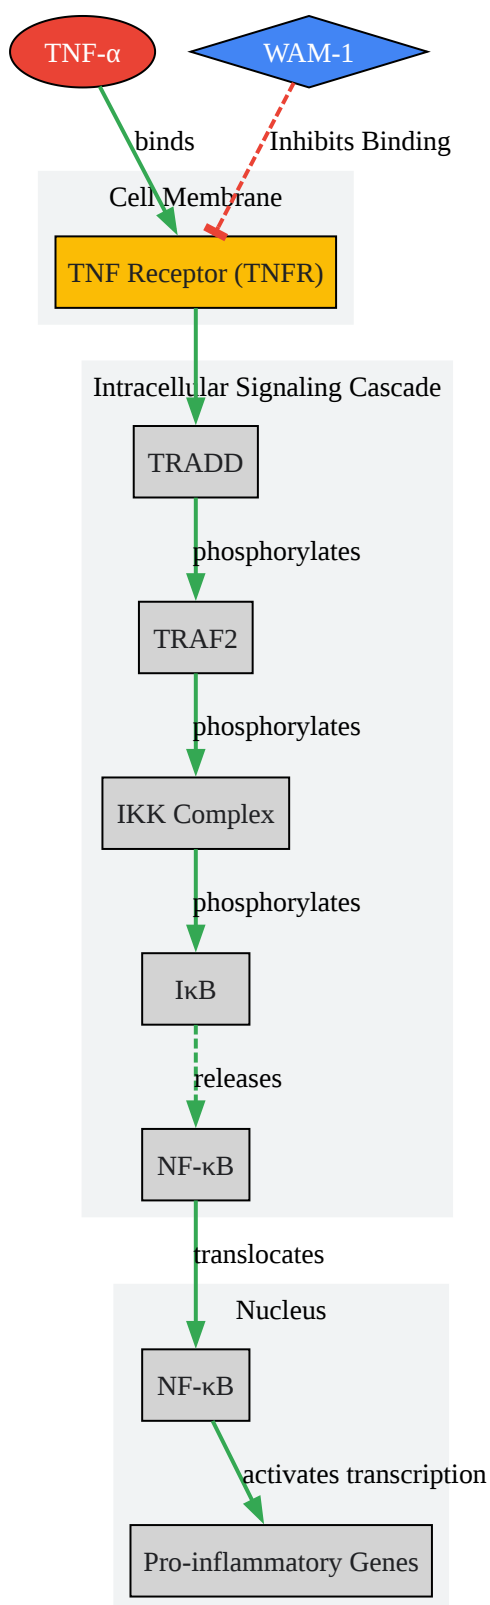 TNF-α
WAM-1
binds
Inhibits Binding
Cell Membrane
TNF Receptor (TNFR)
Intracellular Signaling Cascade
TRADD
phosphorylates
TRAF2
phosphorylates
IKK Complex
phosphorylates
IκB
releases
NF-κB
translocates
Nucleus
NF-κB
activates transcription
Pro-inflammatory Genes